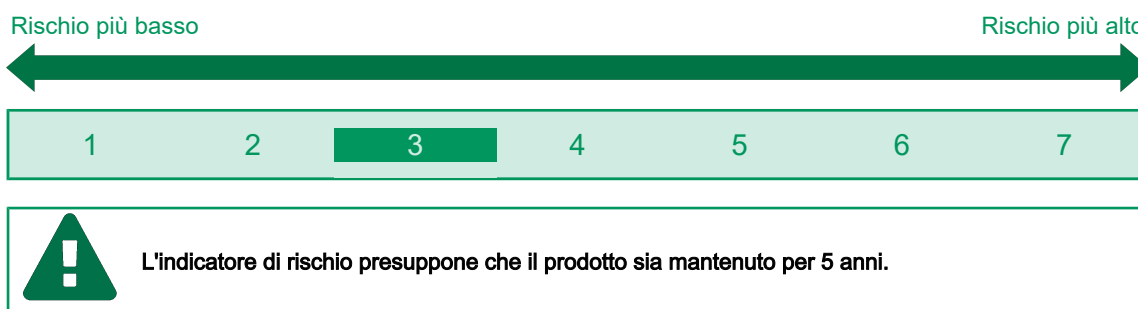 Rischio più basso Rischio più alto
1 2 3 4 5 6 7
L'indicatore di rischio presuppone che il prodotto sia mantenuto per 5 anni.